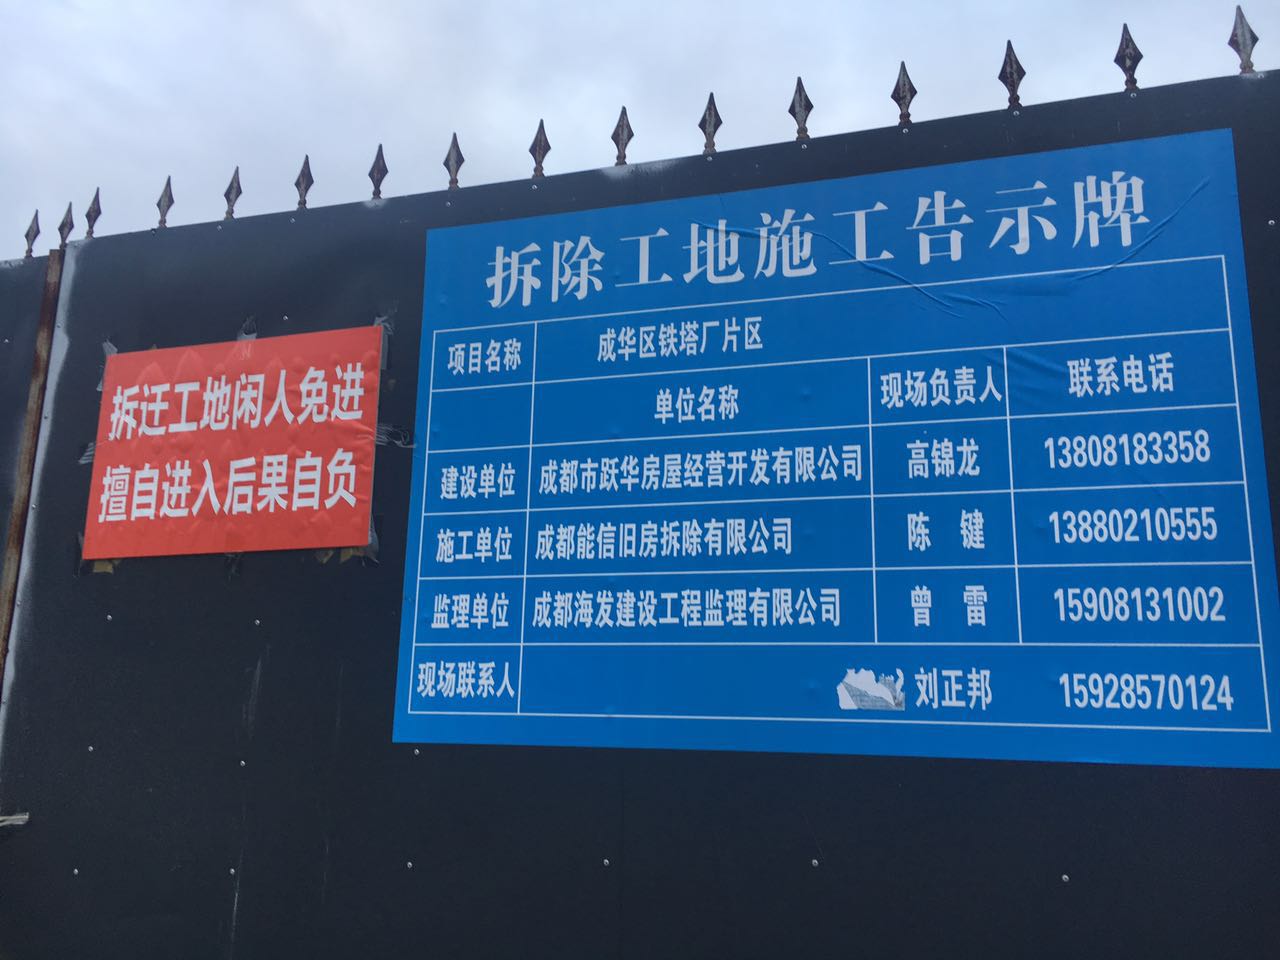 拆迁工地闲人免进
擅自进入后果自负
拆除工地施工告示牌
项目名称 成华区铁塔厂片区
单位名称 现场负责人 联系电话
建设单位 成都市跃华房屋经营开发有限公司 高锦龙 13808183358
施工单位 成都能信旧房拆除有限公司 陈 键 13880210555
监理单位 成都海发建设工程监理有限公司 曾 雷 15908131002
现场联系人 刘正邦 15928570124